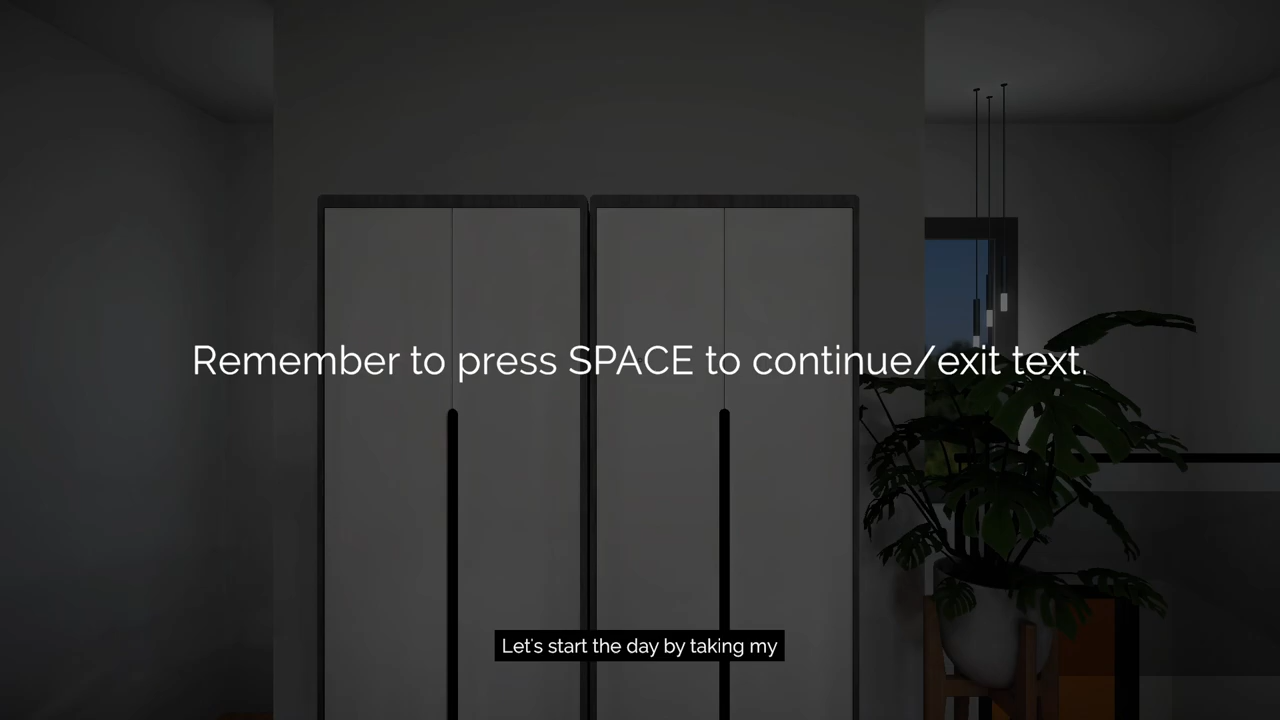 Remember to press SPACE to continue/exit text.
Let's start the day by taking my